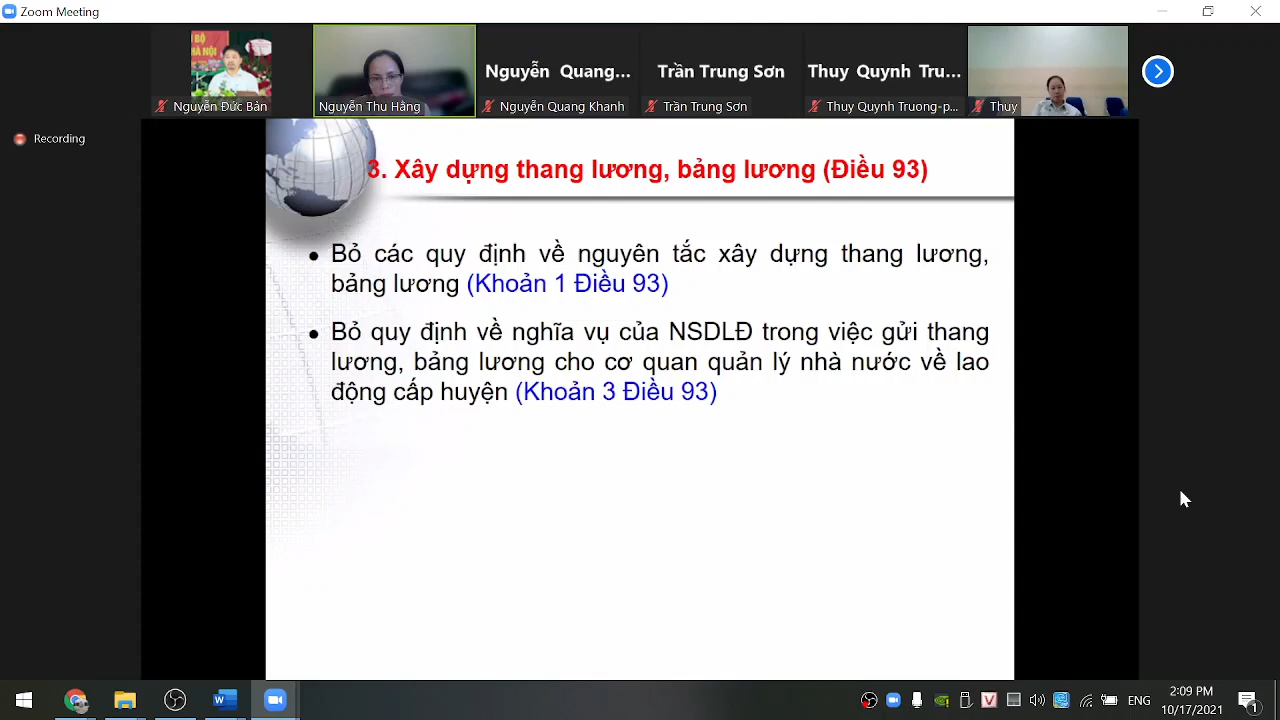 Zoom Meeting
BỘ
HÀ NỘI
Nguyễn Quang...
Trần Trung Sơn
Thuy Quynh Tru...
Nguyễn Đức Bản
Nguyễn Thu Hằng
Nguyễn Quang Khanh
Trần Trung Sơn
Thuy Quynh Truong-p...
Thụy
Recording
3. Xây dựng thang lương, bảng lương (Điều 93)
• Bỏ các quy định về nguyên tắc xây dựng thang lương,
bảng lương (Khoản 1 Điều 93)
• Bỏ quy định về nghĩa vụ của NSDLĐ trong việc gửi thang
lương, bảng lương cho cơ quan quản lý nhà nước về lao
động cấp huyện (Khoản 3 Điều 93)
ENG
2:09 PM
10/17/2021